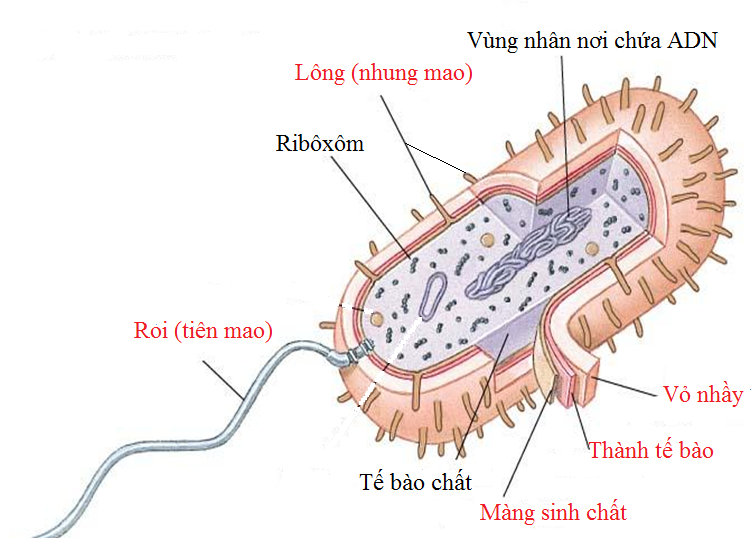 Vùng nhân nơi chứa ADN
Lông (nhung mao)
Ribôxôm
Roi (tiên mao)
Vỏ nhầy
Thành tế bào
Tế bào chất
Màng sinh chất